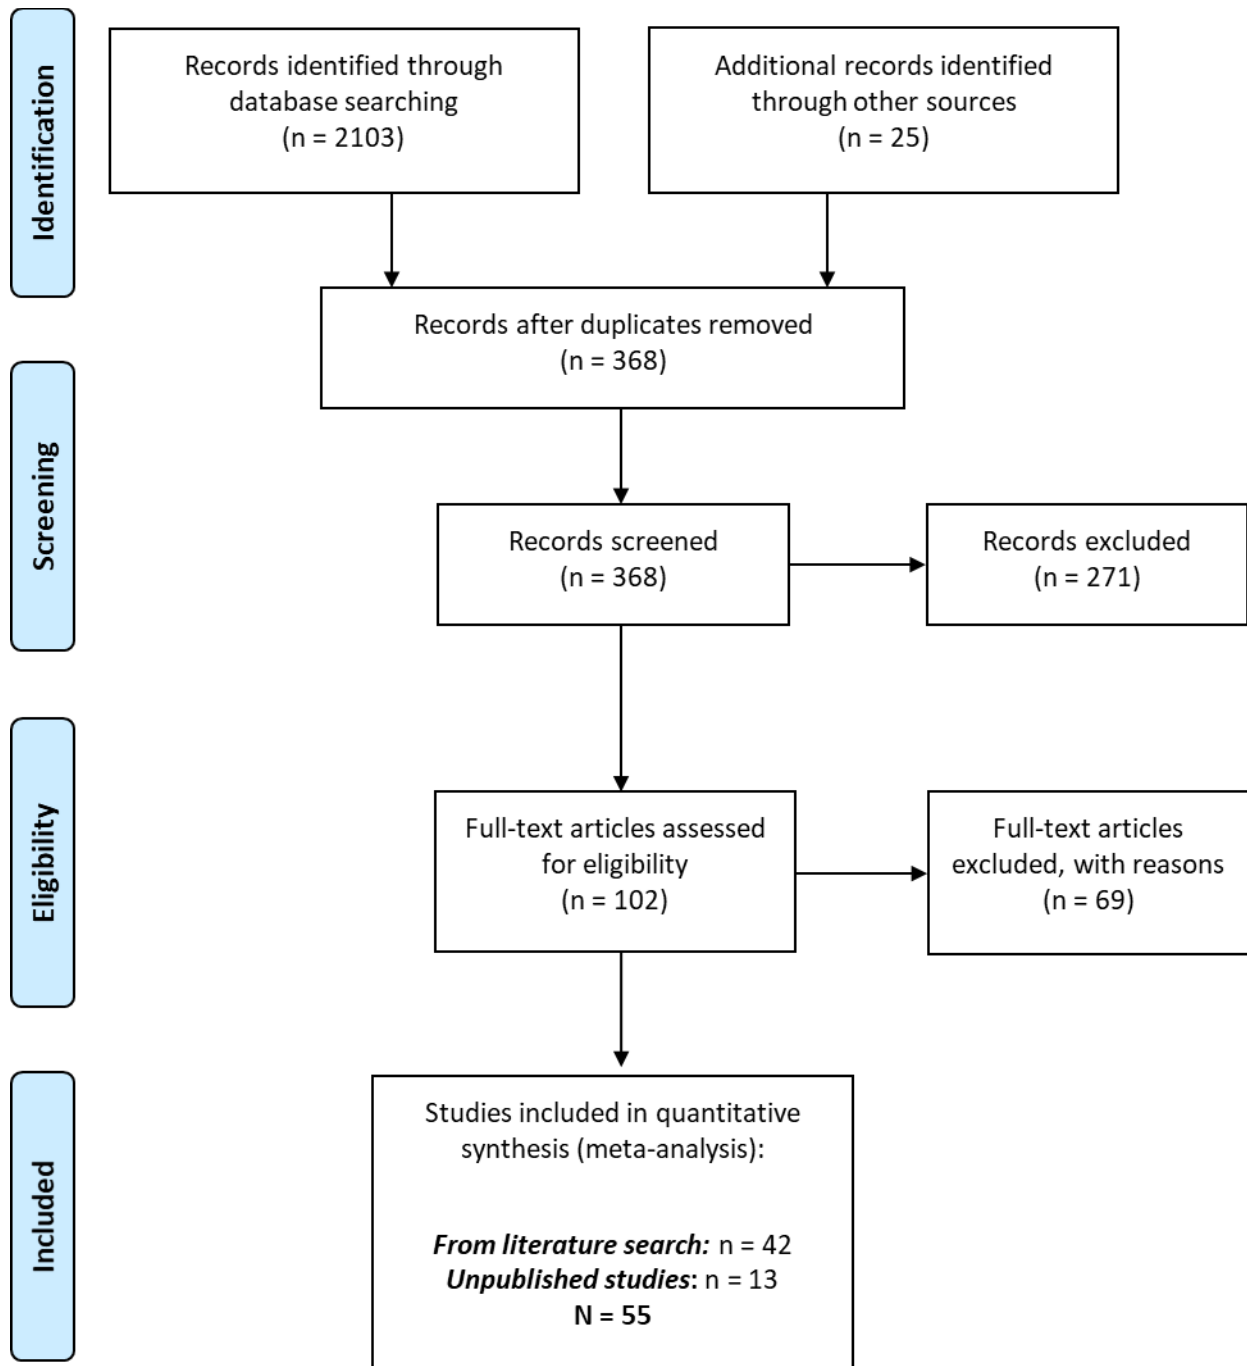 Identification
Records identified through
database searching
(n = 2103)
Additional records identified
through other sources
(n = 25)
Records after duplicates removed
(n = 368)
Screening
Records screened
(n = 368)
Records excluded
(n = 271)
Eligibility
Full-text articles assessed
for eligibility
(n = 102)
Full-text articles
excluded, with reasons
(n = 69)
Included
Studies included in quantitative
synthesis (meta-analysis):
From literature search: n = 42
Unpublished studies: n = 13
N = 55